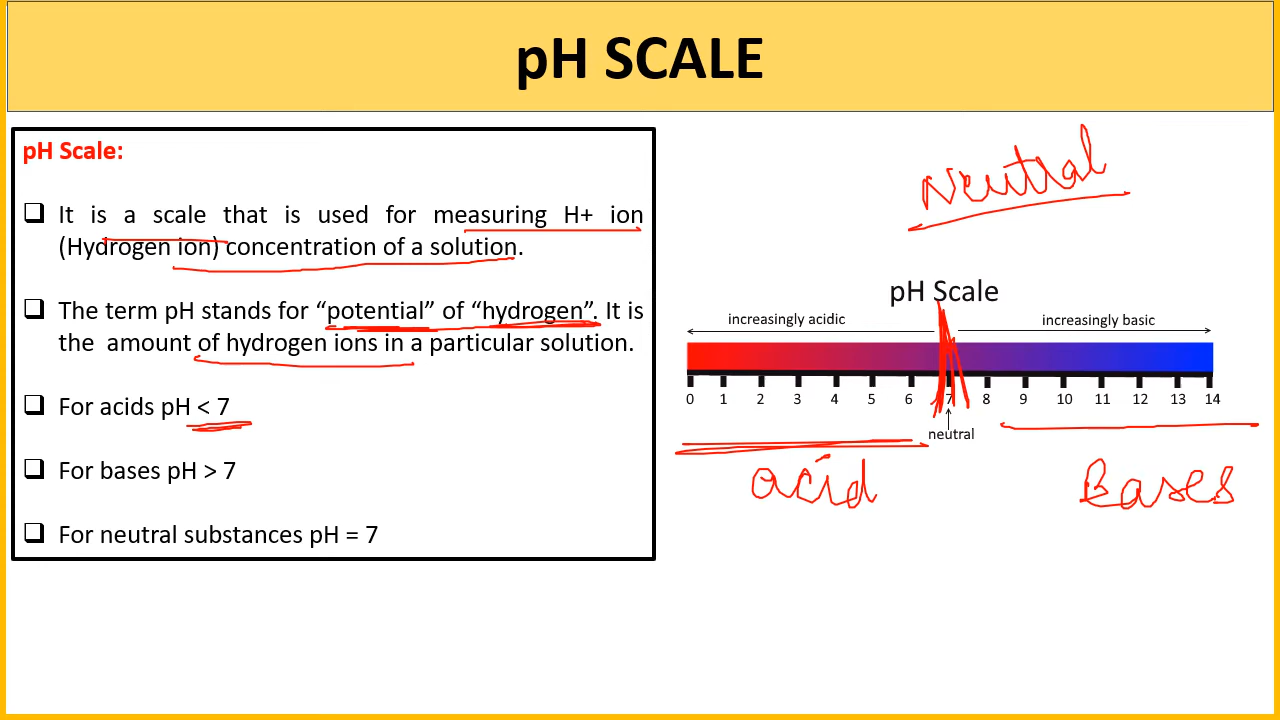 pH SCALE
pH Scale:
It is a scale that is used for measuring H+ ion
(Hydrogen ion) concentration of a solution.
The term pH stands for “potential” of “hydrogen”. It is
the amount of hydrogen ions in a particular solution.
For acids pH < 7
For bases pH > 7
For neutral substances pH = 7
Neutral
pH Scale
increasingly acidic increasingly basic
0 1 2 3 4 5 6 7 8 9 10 11 12 13 14
neutral
acid Bases